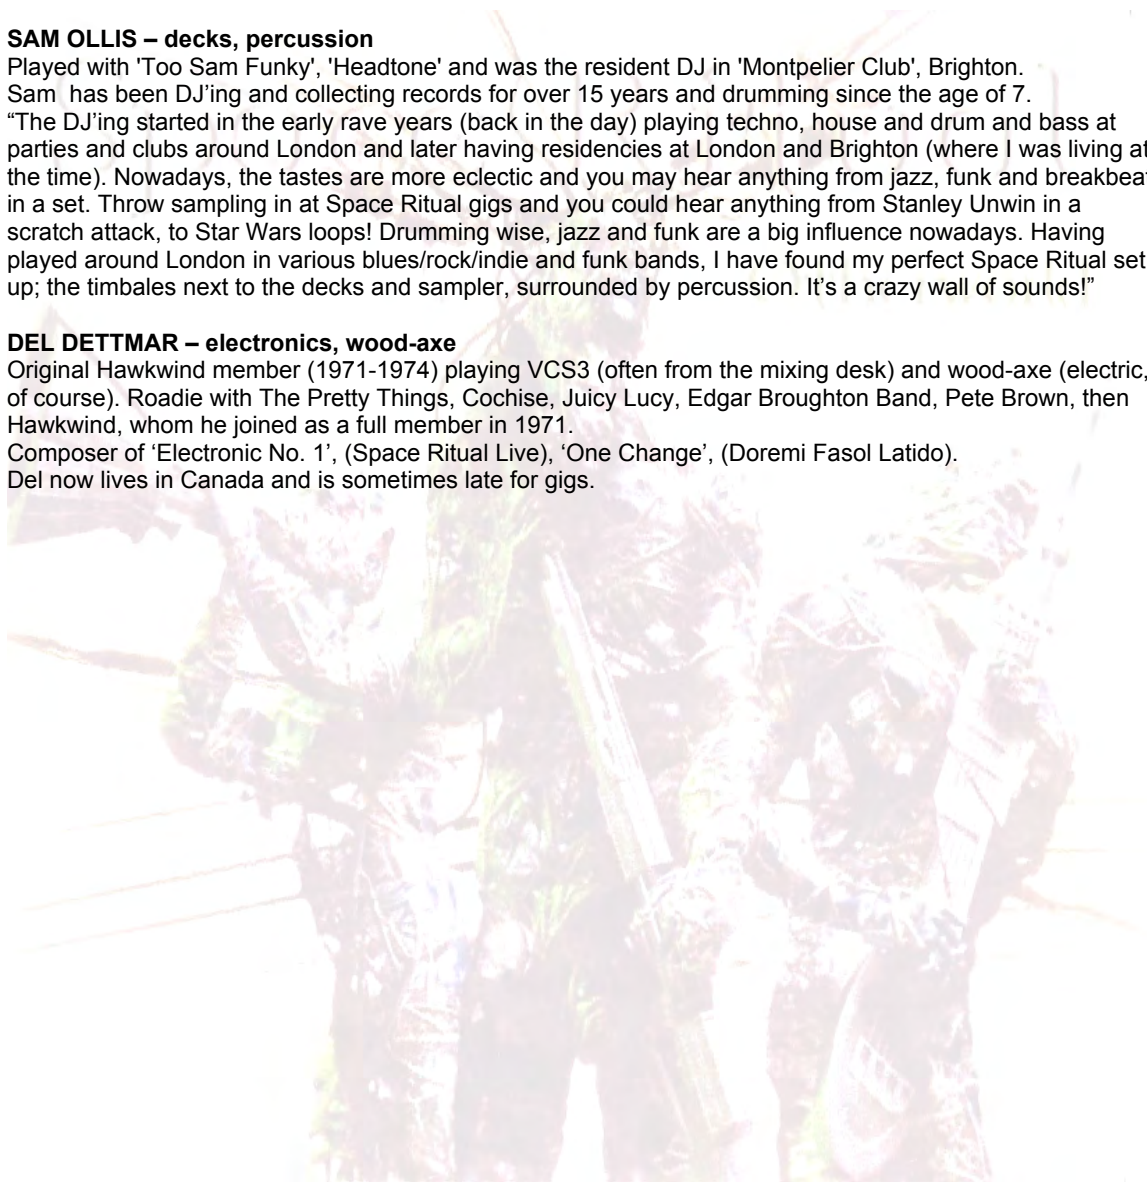 SAM OLLIS – decks, percussion
Played with 'Too Sam Funky', 'Headtone' and was the resident DJ in 'Montpelier Club', Brighton.
Sam  has been DJ’ing and collecting records for over 15 years and drumming since the age of 7.
“The DJ’ing started in the early rave years (back in the day) playing techno, house and drum and bass at
parties and clubs around London and later having residencies at London and Brighton (where I was living at
the time). Nowadays, the tastes are more eclectic and you may hear anything from jazz, funk and breakbeat
in a set. Throw sampling in at Space Ritual gigs and you could hear anything from Stanley Unwin in a
scratch attack, to Star Wars loops! Drumming wise, jazz and funk are a big influence nowadays. Having
played around London in various blues/rock/indie and funk bands, I have found my perfect Space Ritual set
up; the timbales next to the decks and sampler, surrounded by percussion. It’s a crazy wall of sounds!”
DEL DETTMAR – electronics, wood-axe
Original Hawkwind member (1971-1974) playing VCS3 (often from the mixing desk) and wood-axe (electric,
of course). Roadie with The Pretty Things, Cochise, Juicy Lucy, Edgar Broughton Band, Pete Brown, then
Hawkwind, whom he joined as a full member in 1971.
Composer of ‘Electronic No. 1’, (Space Ritual Live), ‘One Change’, (Doremi Fasol Latido).
Del now lives in Canada and is sometimes late for gigs.